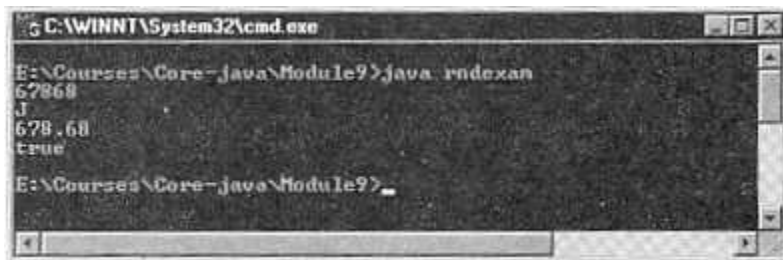 C:\WINNT\System32\cmd.exe
E:\Courses\Core-java\Module9>java rndexam
67868
J
678.68
true
E:\Courses\Core-java\Module9>